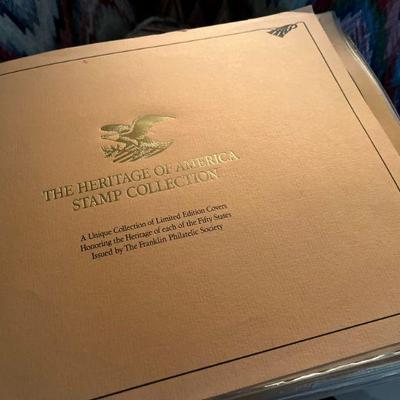 THE HERITAGE OF AMERICA
STAMP COLLECTION
A Unique Collection of Limited Edition Covers
Honoring the Heritage of each of the Fifty States
Issued by The Franklin Philatelic Society